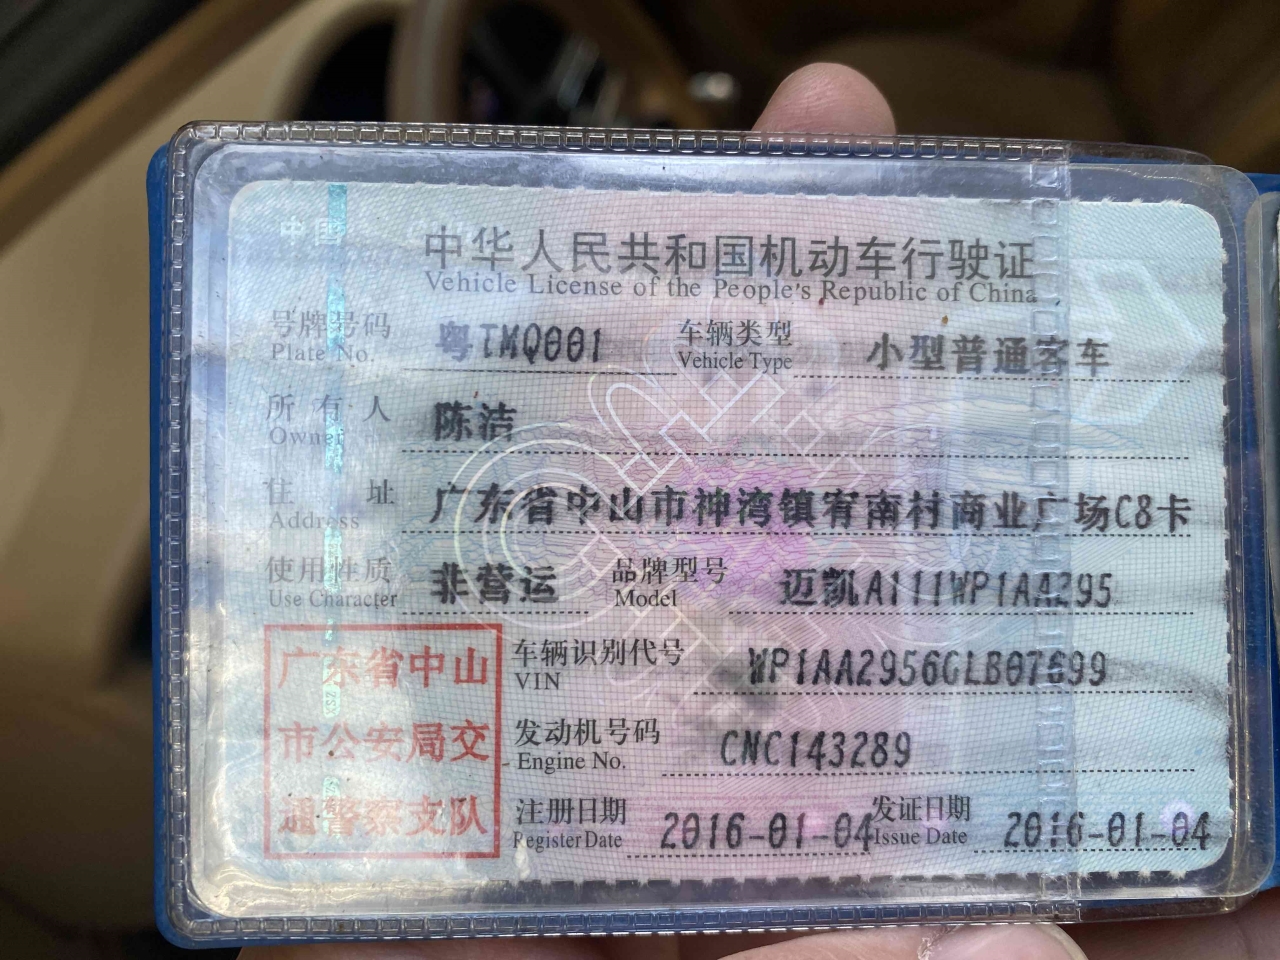 中华人民共和国机动车行驶证
Vehicle License of the People's Republic of China
号牌号码 粤TMQ001 车辆类型 小型普通客车
Plate No. Vehicle Type
所有人 陈洁
Owner
住址 广东省中山市神湾镇宥南村商业广场C8卡
Address
使用性质 非营运 品牌型号 迈凯A111WP1AA295
Use Character Model
广东省中山
市公安局交
通警察支队
车辆识别代号 WP1AA2956GLB07699
VIN
发动机号码 CNC143289
Engine No.
注册日期 2016-01-04 发证日期 2016-01-04
Register Date Issue Date